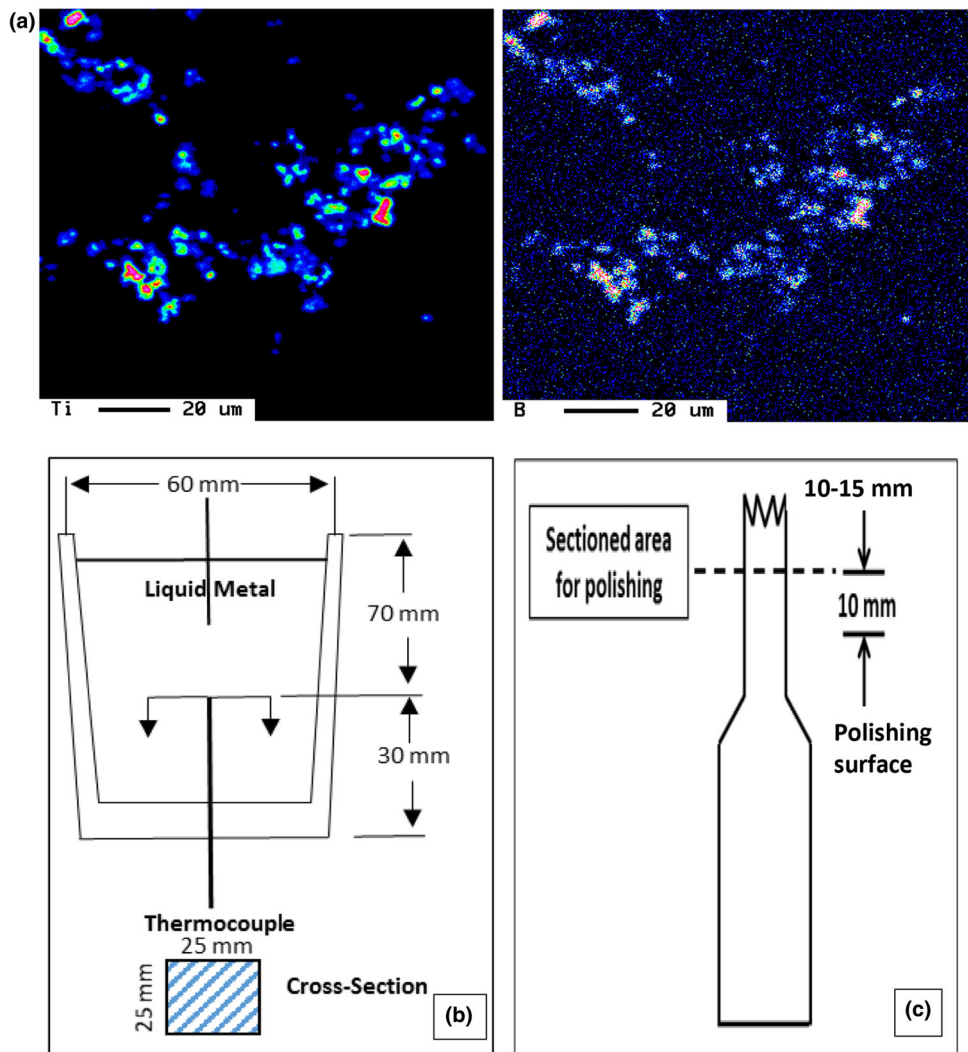 (a)
Ti 20 um
B 20 um
60 mm
Liquid Metal
70 mm
30 mm
Thermocouple
25 mm
25 mm
Cross-Section
(b)
10-15 mm
Sectioned area
for polishing
10 mm
Polishing
surface
(c)